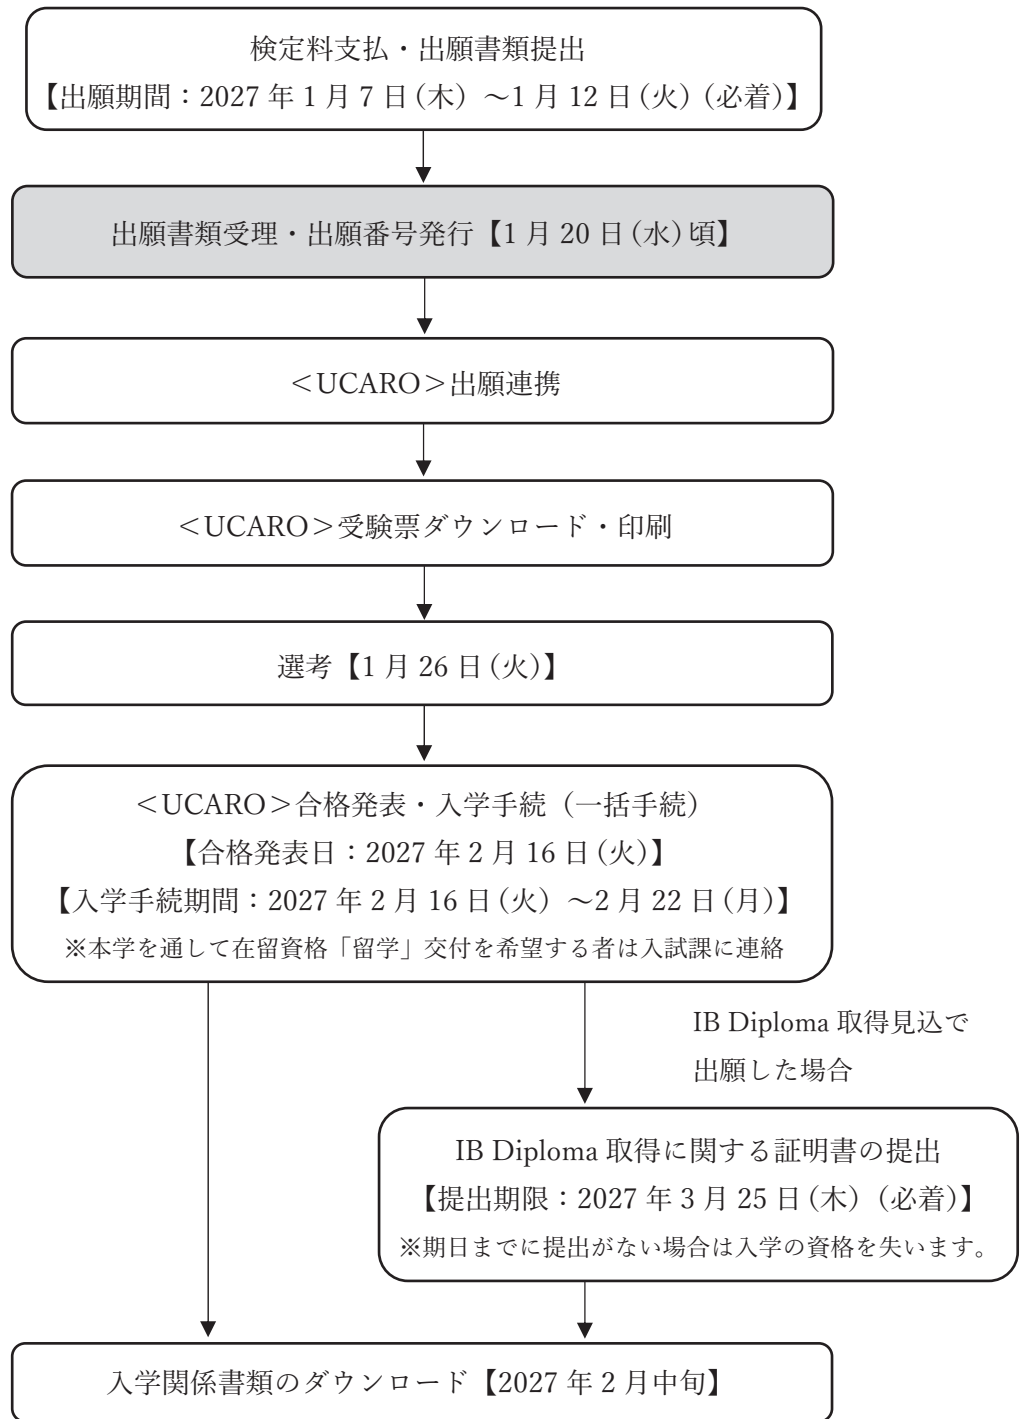 検定料支払・出願書類提出
【出願期間：2027 年 1 月 7 日(木) ～1 月 12 日(火) (必着)】
出願書類受理・出願番号発行【1 月 20 日(水)頃】
＜UCARO＞出願連携
＜UCARO＞受験票ダウンロード・印刷
選考【1 月 26 日(火)】
＜UCARO＞合格発表・入学手続（一括手続）
【合格発表日：2027 年 2 月 16 日(火)】
【入学手続期間：2027 年 2 月 16 日(火) ～2 月 22 日(月)】
※本学を通して在留資格「留学」交付を希望する者は入試課に連絡
IB Diploma 取得見込で
出願した場合
IB Diploma 取得に関する証明書の提出
【提出期限：2027 年 3 月 25 日(木) (必着)】
※期日までに提出がない場合は入学の資格を失います。
入学関係書類のダウンロード【2027 年 2 月中旬】